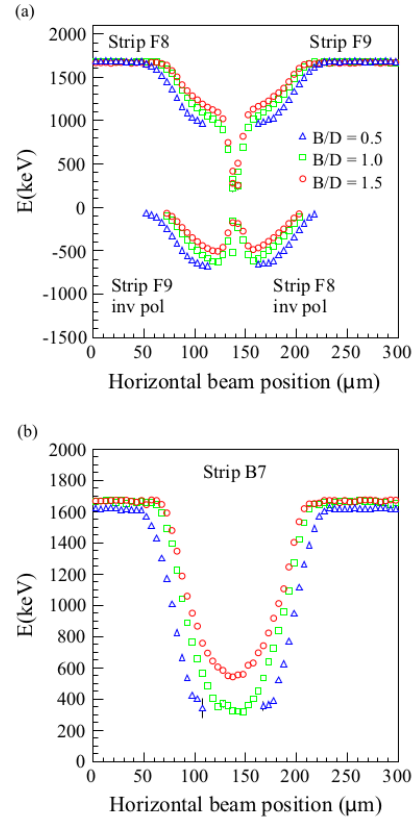 (a)
Strip F8 Strip F9
2000
1500
1000
500
0
-500
-1000
-1500
E(keV)
B/D = 0.5
B/D = 1.0
B/D = 1.5
Strip F9
inv pol
Strip F8
inv pol
0 50 100 150 200 250 300
Horizontal beam position (μm)
(b)
Strip B7
2000
1800
1600
1400
1200
1000
800
600
400
200
0
E(keV)
0 50 100 150 200 250 300
Horizontal beam position (μm)